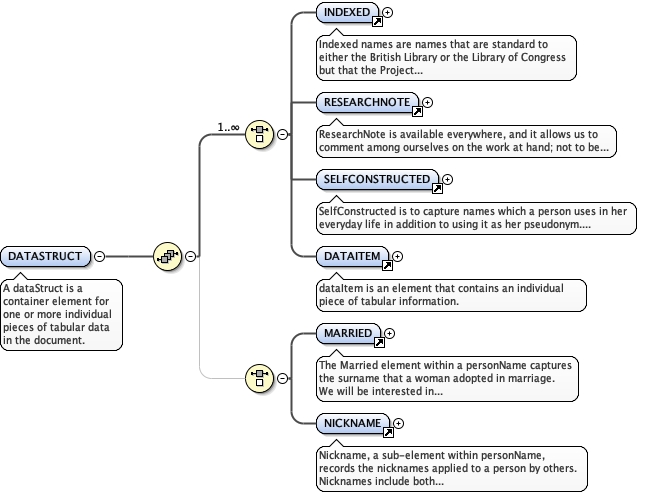 INDEXED
Indexed names are names that are standard to
either the British Library or the Library of Congress
but that the Project...
RESEARCHNOTE
1..∞
ResearchNote is available everywhere, and it allows us to
comment among ourselves on the work at hand; not to be...
SELFCONSTRUCTED
SelfConstructed is to capture names which a person uses in her
everyday life in addition to using it as her pseudonym....
DATASTRUCT
A dataStruct is a
container element for
one or more individual
pieces of tabular data
in the document.
DATAITEM
dataItem is an element that contains an individual
piece of tabular information.
MARRIED
The Married element within a personName captures
the surname that a woman adopted in marriage.
We will be interested in...
NICKNAME
Nickname, a sub-element within personName,
records the nicknames applied to a person by others.
Nicknames include both...